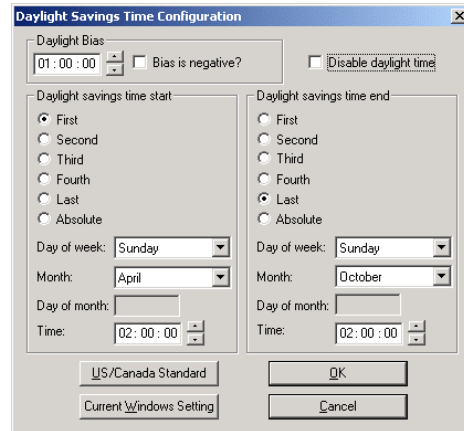 Daylight Savings Time Configuration
Daylight Bias
01:00:00
Bias is negative?
Disable daylight time
Daylight savings time start
First
Second
Third
Fourth
Last
Absolute
Day of week: Sunday
Month: April
Day of month:
Time: 02:00:00
Daylight savings time end
First
Second
Third
Fourth
Last
Absolute
Day of week: Sunday
Month: October
Day of month:
Time: 02:00:00
US/Canada Standard
OK
Current Windows Setting
Cancel